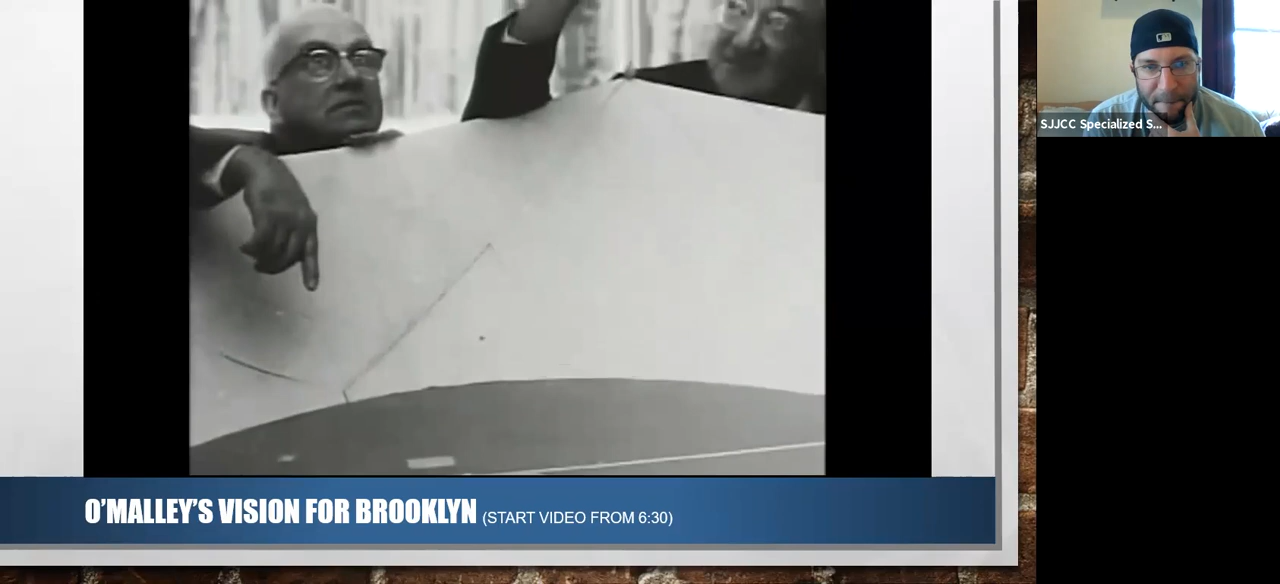 SJJCC Specialized S...
O'MALLEY'S VISION FOR BROOKLYN (START VIDEO FROM 6:30)